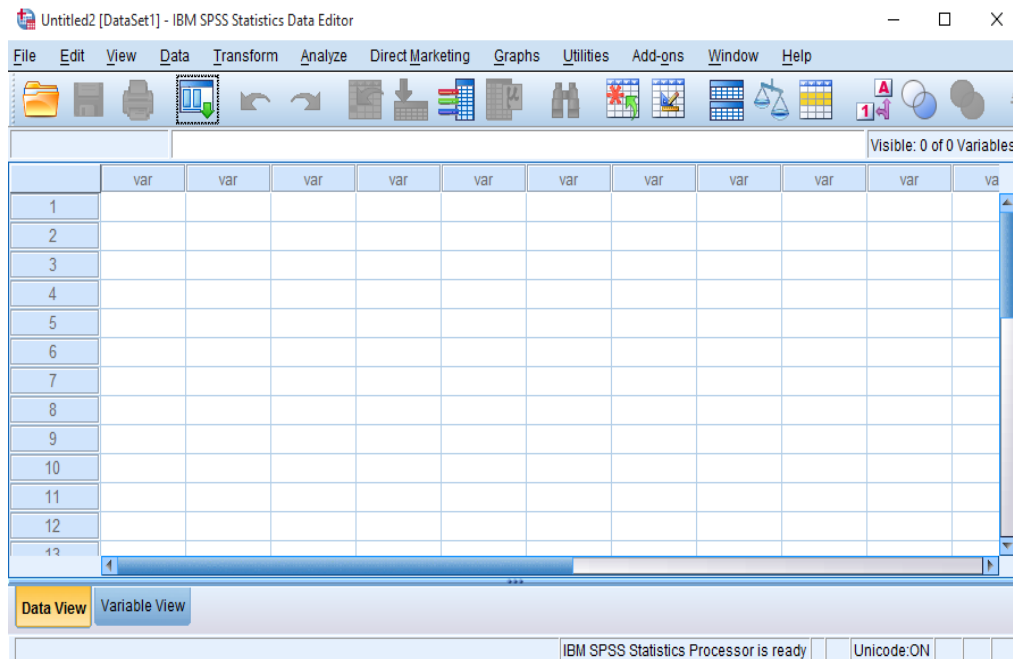 Untitled2 [DataSet1] - IBM SPSS Statistics Data Editor
File Edit View Data Transform Analyze Direct Marketing Graphs Utilities Add-ons Window Help
A
1
μ
Visible: 0 of 0 Variables
var var var var var var var var var var va
1
2
3
4
5
6
7
8
9
10
11
12
13
Data View Variable View
IBM SPSS Statistics Processor is ready Unicode:ON